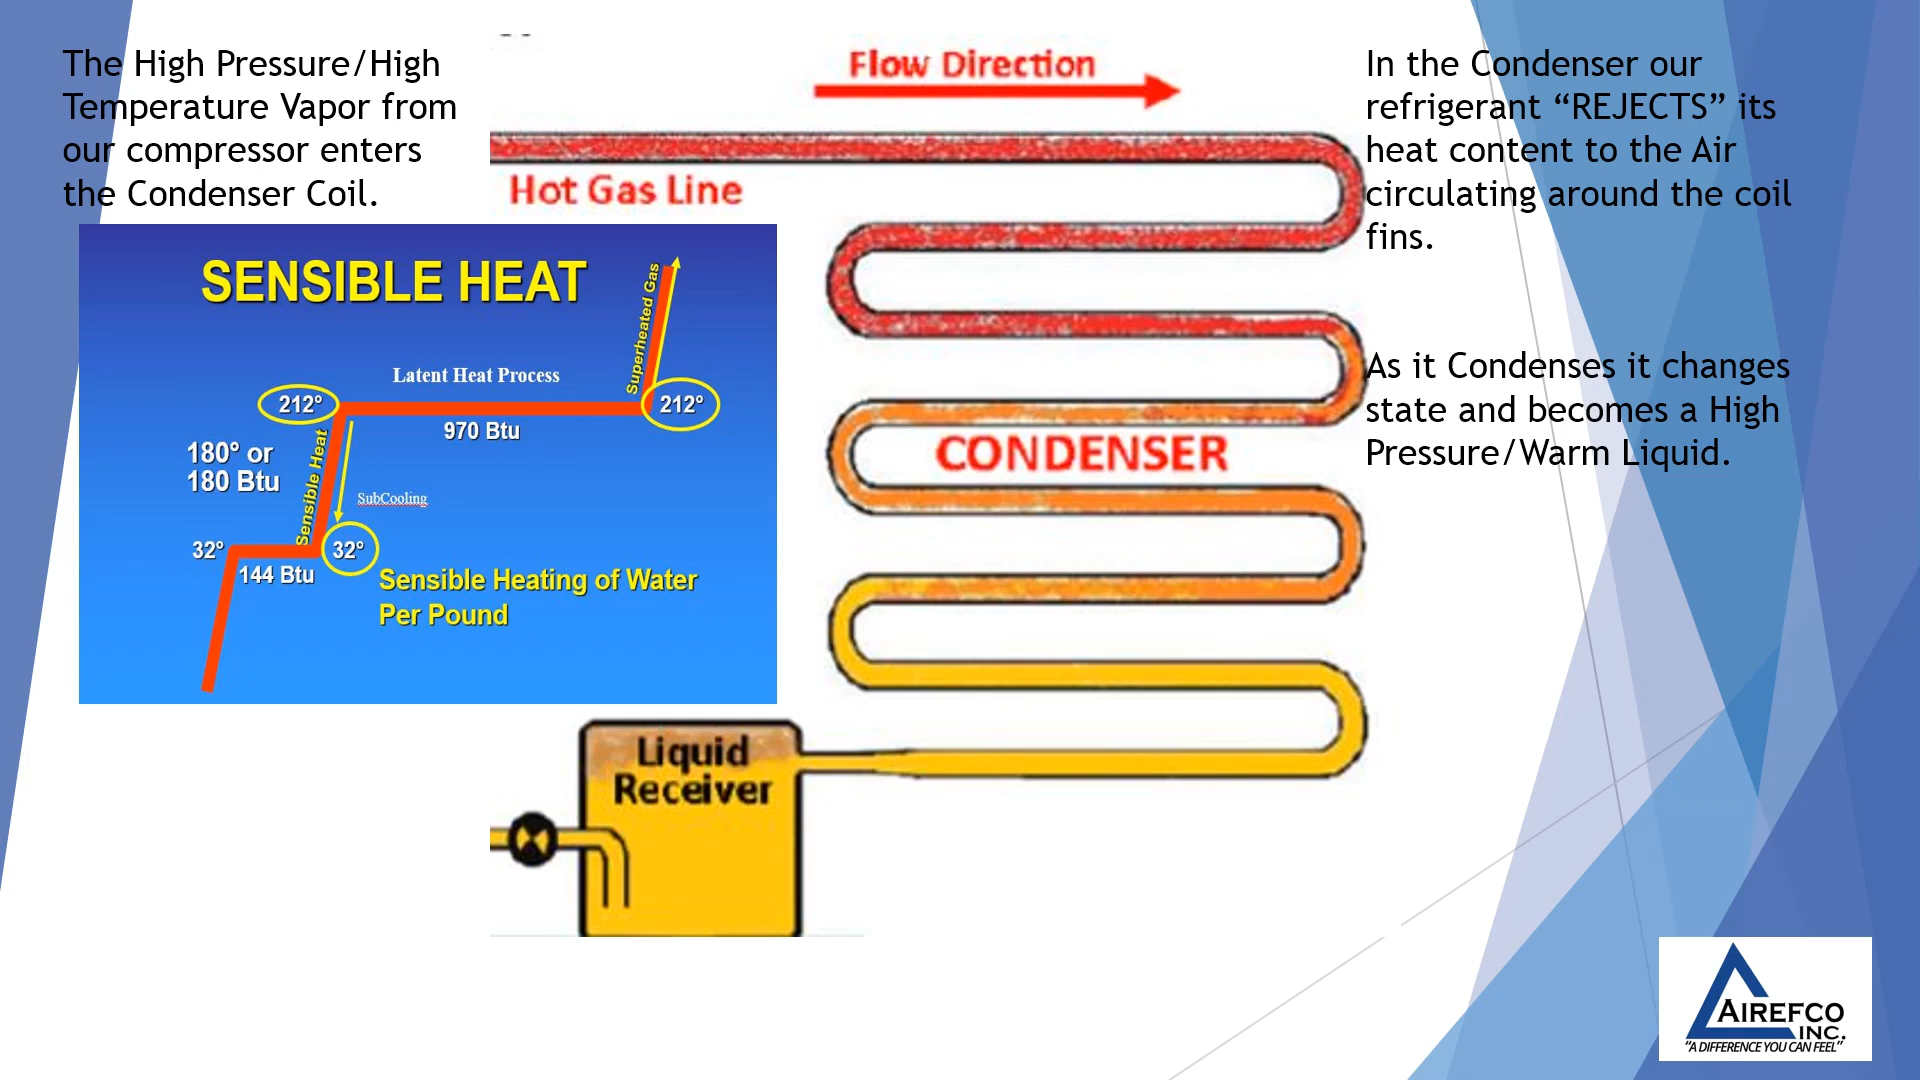 The High Pressure/High
Temperature Vapor from
our compressor enters
the Condenser Coil.
Flow Direction
Hot Gas Line
CONDENSER
Liquid
Receiver
SENSIBLE HEAT
Superheated Gas
Latent Heat Process
212°
212°
970 Btu
180° or
180 Btu
Sensible Heat
SubCooling
32°
32°
144 Btu
Sensible Heating of Water
Per Pound
In the Condenser our
refrigerant “REJECTS” its
heat content to the Air
circulating around the coil
fins.
As it Condenses it changes
state and becomes a High
Pressure/Warm Liquid.
AIREFCO
INC.
“A DIFFERENCE YOU CAN FEEL”